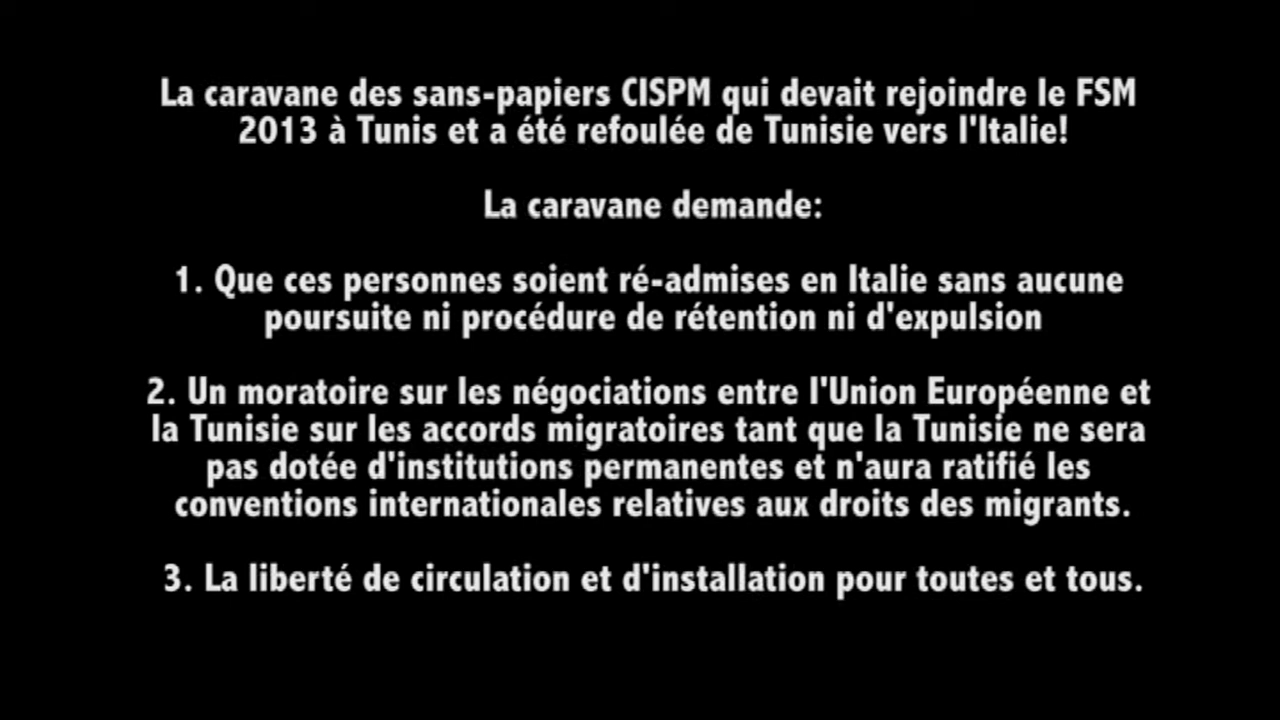 La caravane des sans-papiers CISPM qui devait rejoindre le FSM
2013 à Tunis et a été refoulée de Tunisie vers l'Italie!
La caravane demande:
1. Que ces personnes soient ré-admises en Italie sans aucune
poursuite ni procédure de rétention ni d'expulsion
2. Un moratoire sur les négociations entre l'Union Européenne et
la Tunisie sur les accords migratoires tant que la Tunisie ne sera
pas dotée d'institutions permanentes et n'aura ratifié les
conventions internationales relatives aux droits des migrants.
3. La liberté de circulation et d'installation pour toutes et tous.